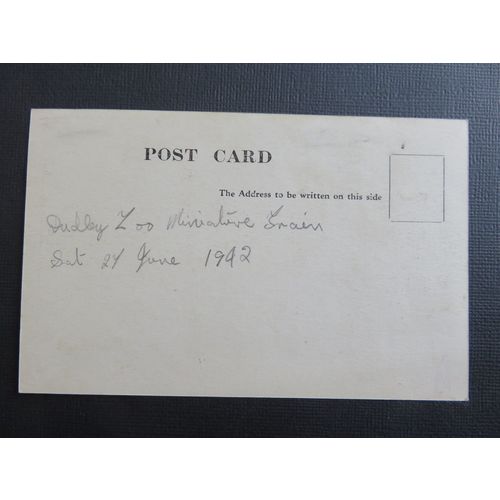 POST CARD
The Address to be written on this side
Dudley Zoo Miniature Train
Sat 27 June 1942